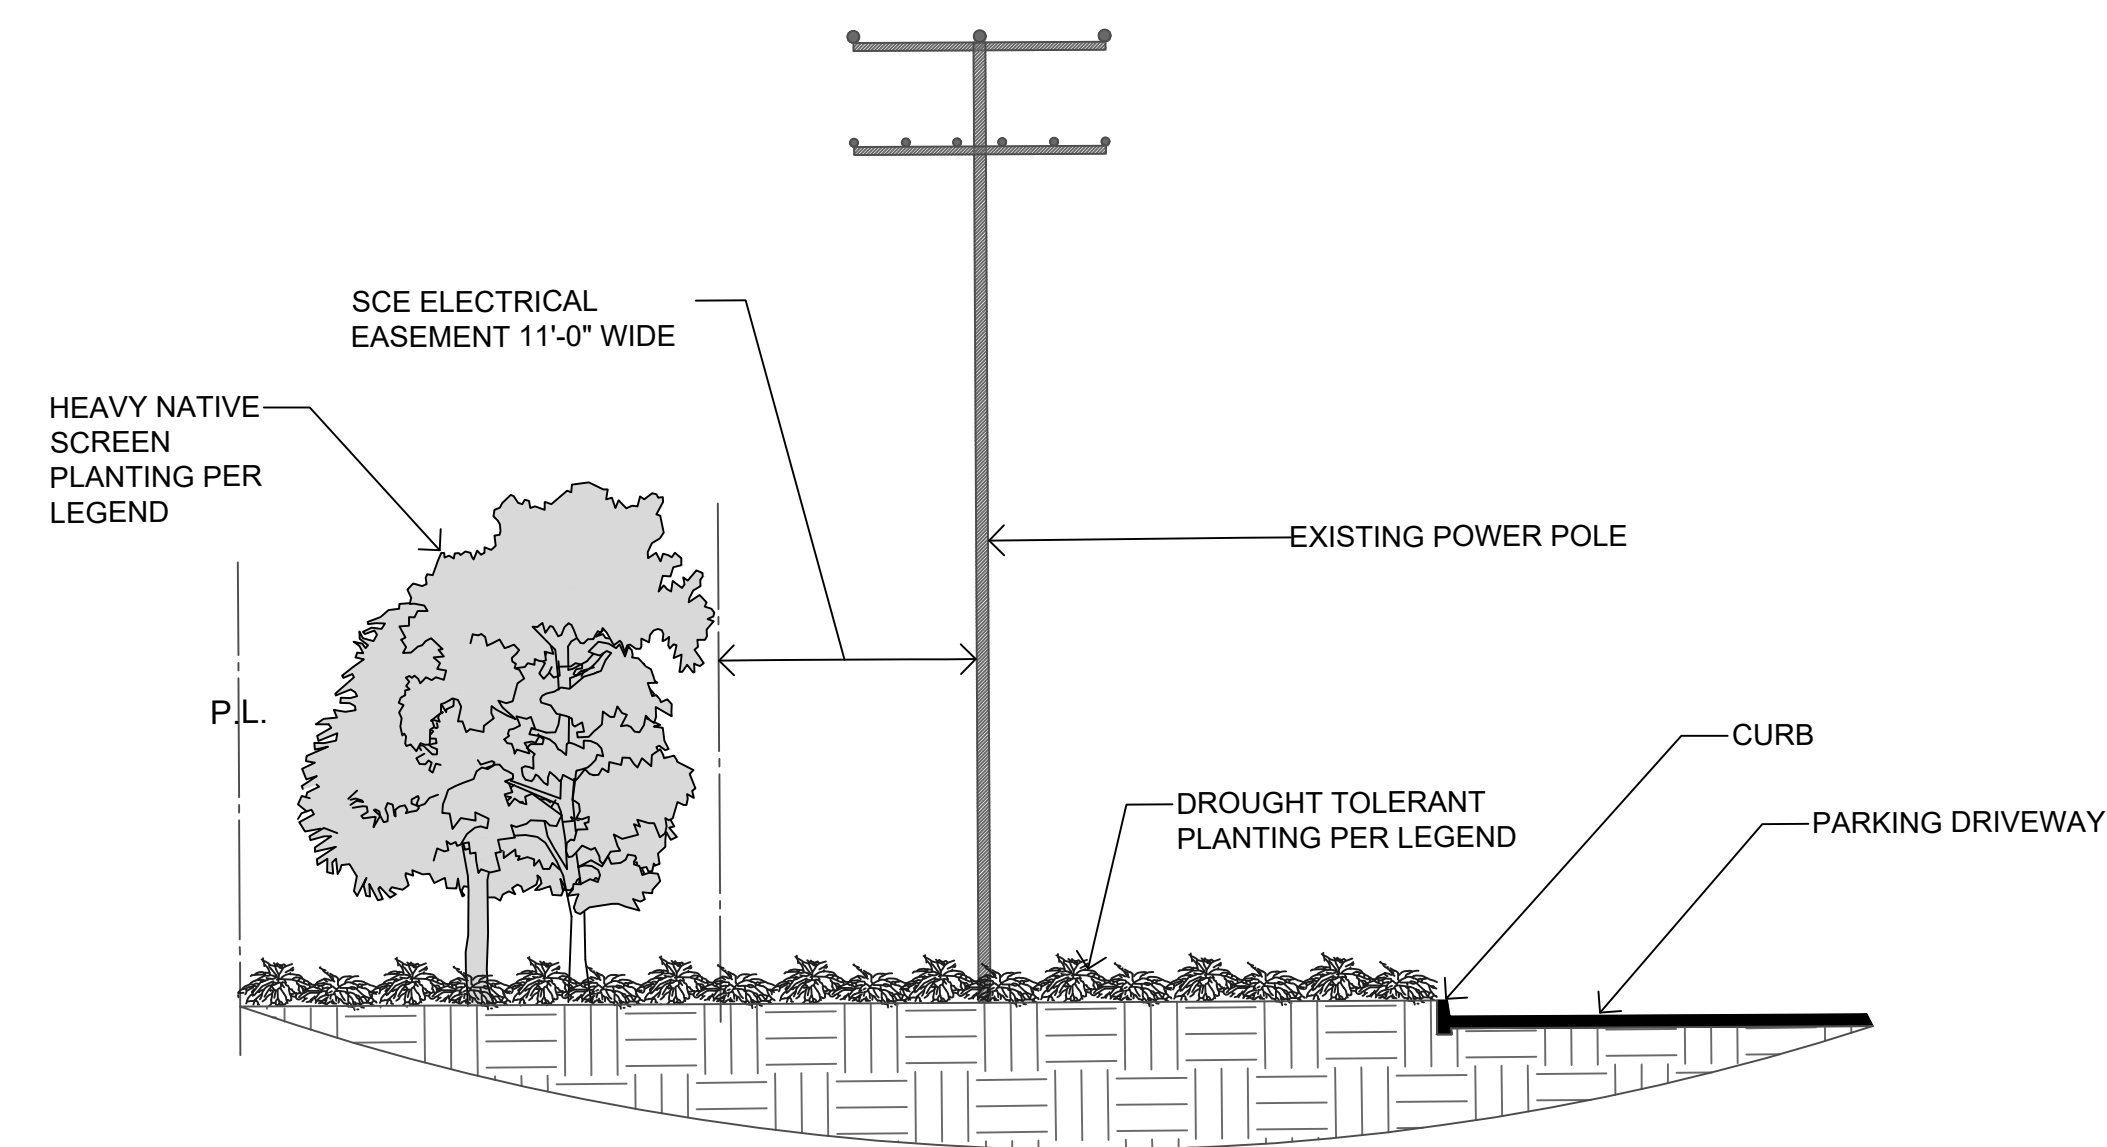 SCE ELECTRICAL
EASEMENT 11'-0" WIDE
HEAVY NATIVE
SCREEN
PLANTING PER
LEGEND
EXISTING POWER POLE
P.L.
CURB
DROUGHT TOLERANT
PLANTING PER LEGEND
PARKING DRIVEWAY